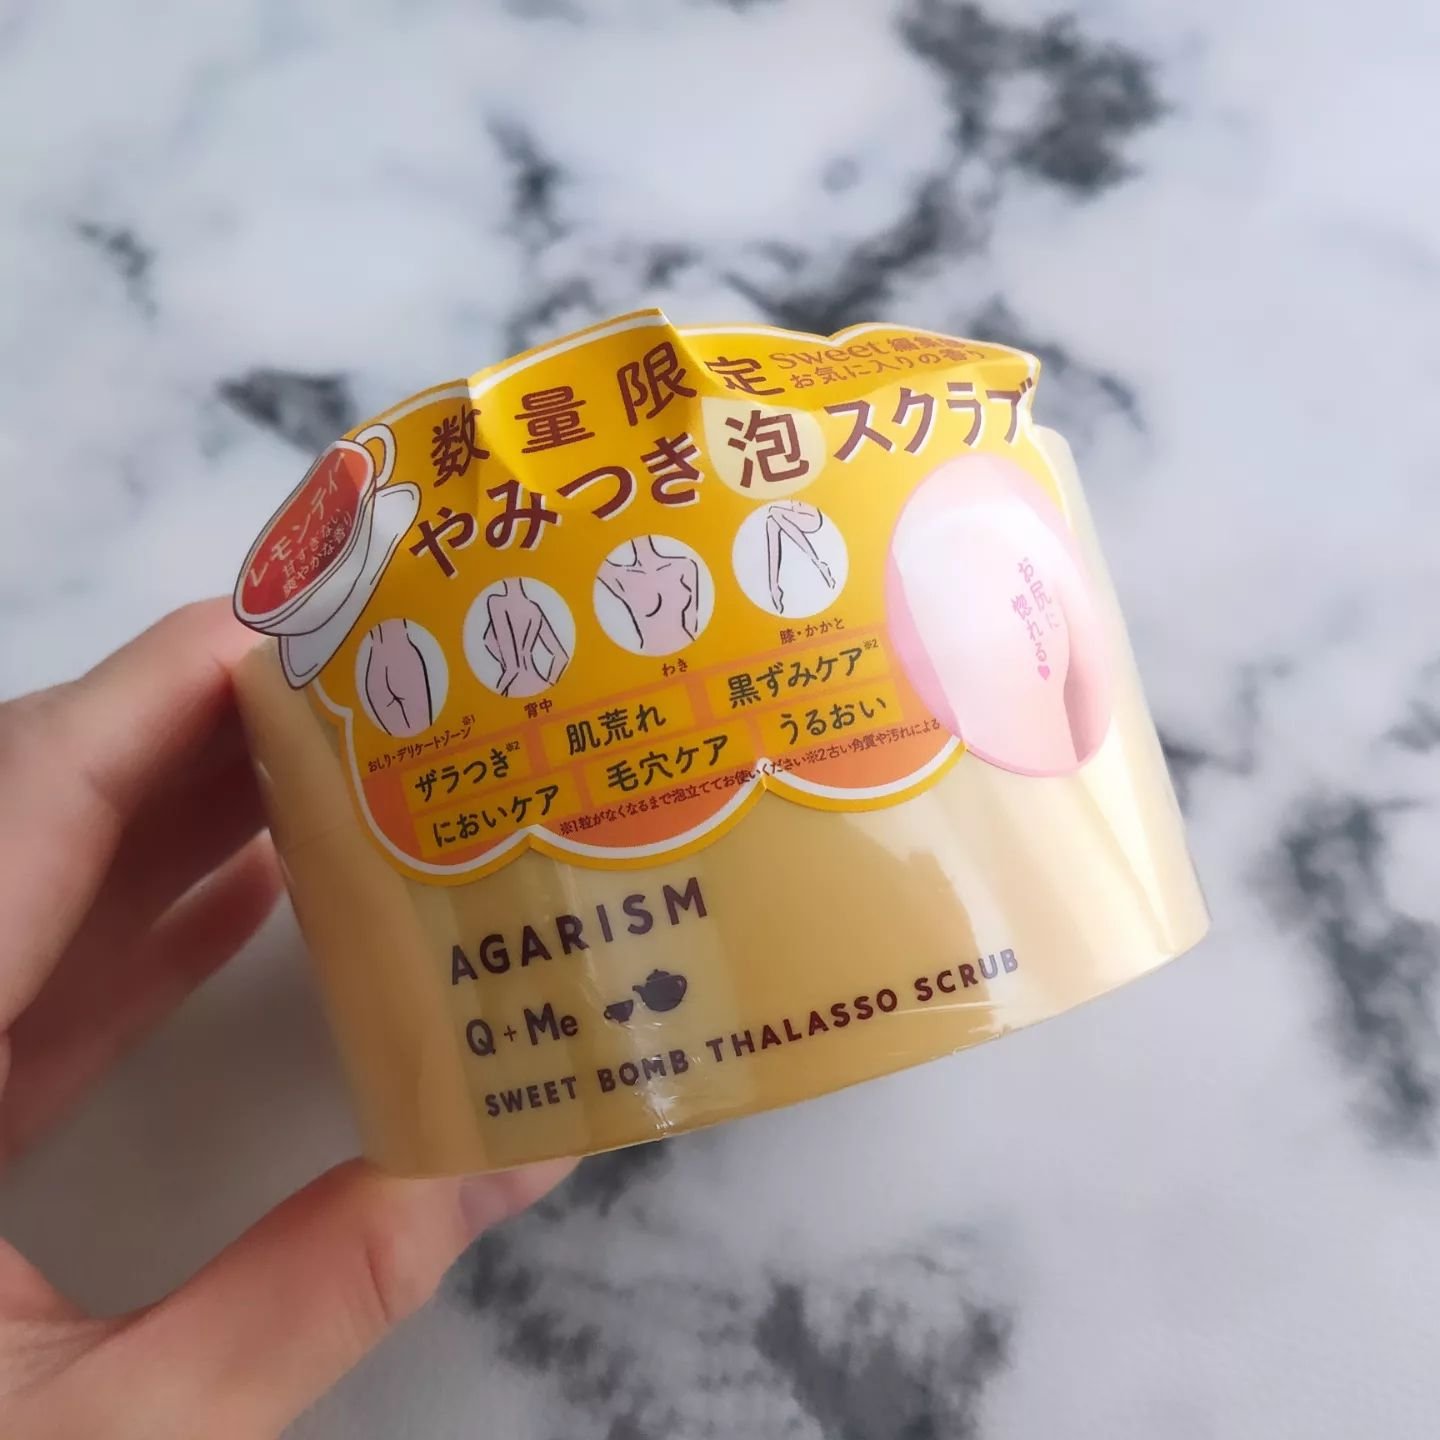 数量限定
sweet編集部
お気に入りの香り
やみつき泡スクラブ
レモンティ
甘すぎない
爽やかな香り
おしり・デリケートゾーン※1
背中
わき
膝・かかと
お尻に
惚れる♥
ザラつき※2
肌荒れ
黒ずみケア※2
においケア
毛穴ケア
うるおい
※1粒がなくなるまで泡立ててお使いください※2古い角質や汚れによる
AGARISM
Q+Me
SWEET BOMB THALASSO SCRUB